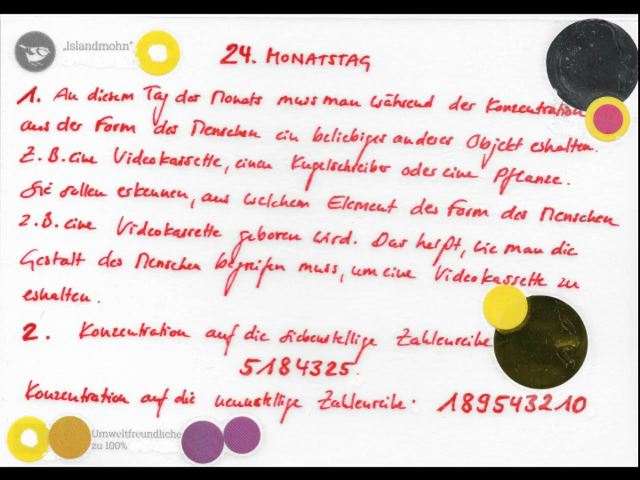 „Islandmohn“
24. MONATSTAG
1. An diesem Tag des Monats muss man während der Konzentration
aus der Form des Menschen ein beliebiges anderes Objekt erhalten.
Z.B. eine Videokassette, einen Kugelschreiber oder eine Pflanze.
Sie sollen erkennen, aus welchem Element der Form des Menschen
z.B. eine Videokassette geboren wird. Das heißt, wie man die
Gestalt des Menschen begreifen muss, um eine Videokassette zu
erhalten.
2. Konzentration auf die siebenstellige Zahlenreihe
5184325.
Konzentration auf die neunstellige Zahlenreihe: 189543210
Umweltfreundliche
zu 100%